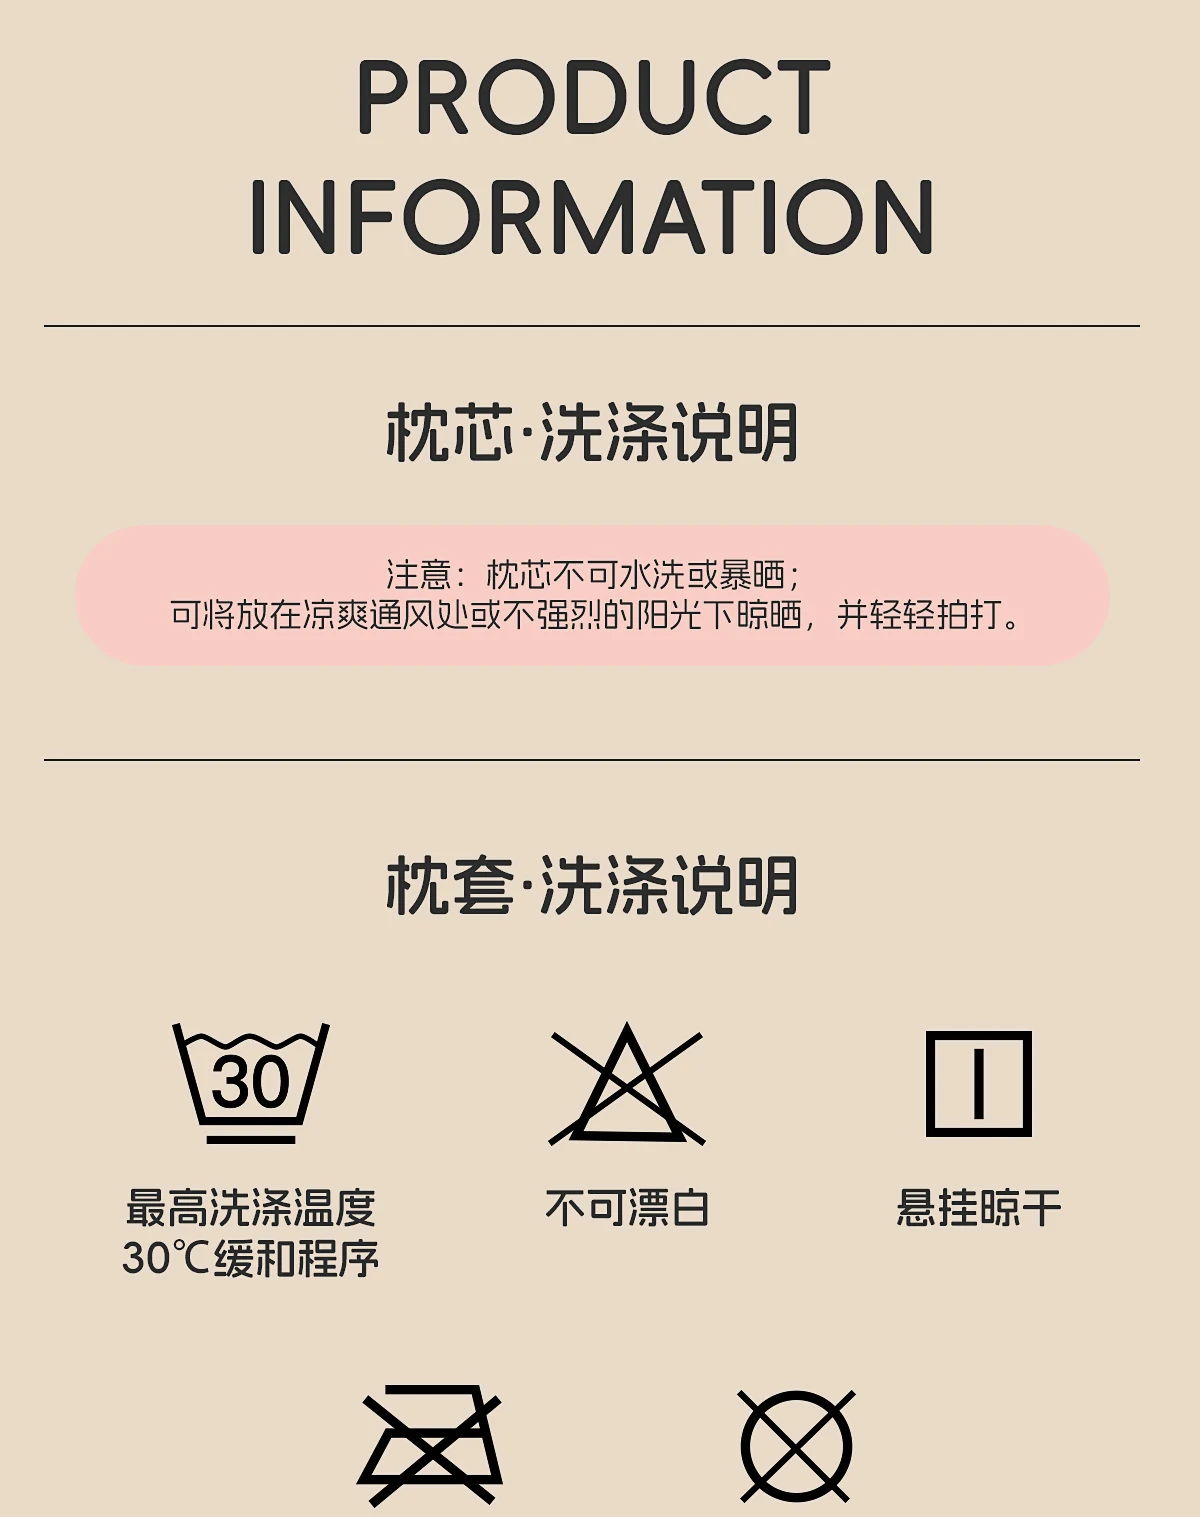 PRODUCT
INFORMATION
枕芯·洗涤说明
注意：枕芯不可水洗或暴晒；
可将放在凉爽通风处或不强烈的阳光下晾晒，并轻轻拍打。
枕套·洗涤说明
30
最高洗涤温度
30℃缓和程序
不可漂白
悬挂晾干